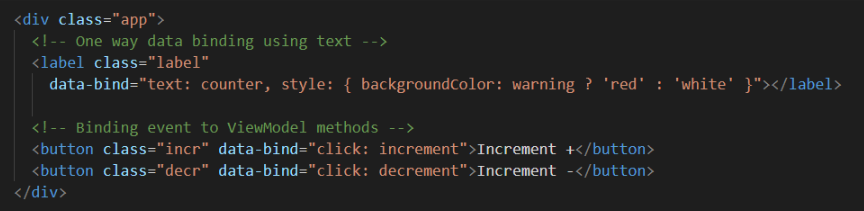 <div class="app">
<!-- One way data binding using text -->
<label class="label"
data-bind="text: counter, style: { backgroundColor: warning ? 'red' : 'white' }"></label>
<!-- Binding event to ViewModel methods -->
<button class="incr" data-bind="click: increment">Increment +</button>
<button class="decr" data-bind="click: decrement">Increment -</button>
</div>